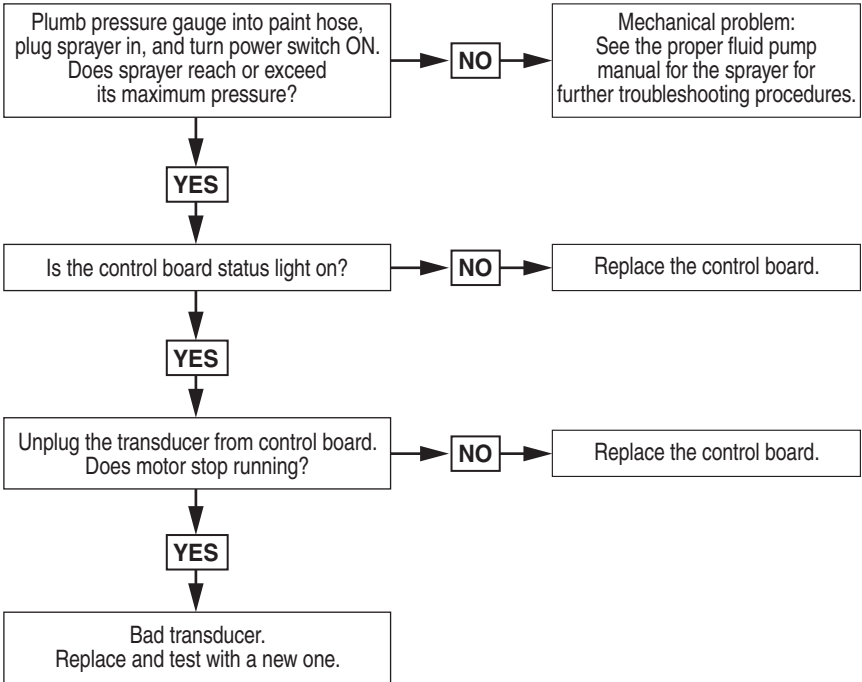 Plumb pressure gauge into paint hose,
plug sprayer in, and turn power switch ON.
Does sprayer reach or exceed
its maximum pressure?
NO
Mechanical problem:
See the proper fluid pump
manual for the sprayer for
further troubleshooting procedures.
YES
Is the control board status light on?
NO
Replace the control board.
YES
Unplug the transducer from control board.
Does motor stop running?
NO
Replace the control board.
YES
Bad transducer.
Replace and test with a new one.